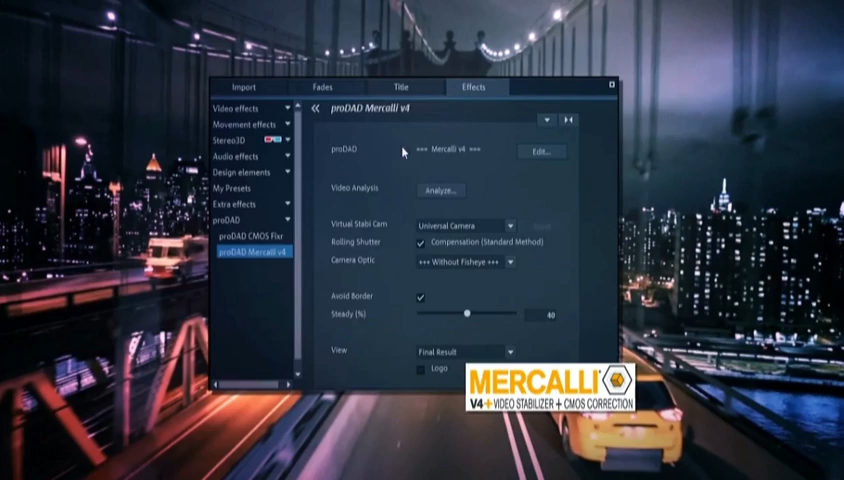 Import Fades Title Effects
Video effects
Movement effects
Stereo3D
Audio effects
Design elements
My Presets
Extra effects
proDAD
proDAD CMOS Fixr
proDAD Mercalli v4
proDAD Mercalli v4
proDAD === Mercalli v4 === Edit...
Video Analysis Analyze...
Virtual Stabi Cam Universal Camera
Rolling Shutter Compensation (Standard Method)
Camera Optic +++ Without Fisheye +++
Avoid Border
Steady (%) 40
View Final Result
Logo
MERCALLI
V4+ VIDEO STABILIZER + CMOS CORRECTION